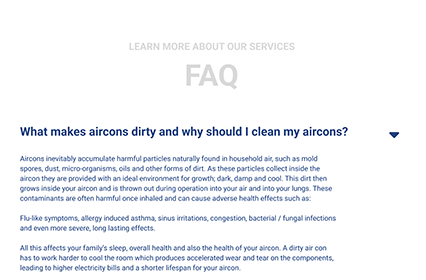 LEARN MORE ABOUT OUR SERVICES
FAQ
What makes aircons dirty and why should I clean my aircons?
Aircons inevitably accumulate harmful particles naturally found in household air, such as mold
spores, dust, micro-organisms, oils and other forms of dirt. As these particles collect inside the
aircon they are provided with an ideal environment for growth; dark, damp and cool. This dirt then
grows inside your aircon and is thrown out during operation into your air and into your lungs. These
contaminants are often harmful once inhaled and can cause adverse health effects such as:
Flu-like symptoms, allergy induced asthma, sinus irritations, congestion, bacterial / fungal infections
and even more severe, long lasting effects.
All this affects your family's sleep, overall health and also the health of your aircon. A dirty air con
has to work harder to cool the room which produces accelerated wear and tear on the components,
leading to higher electricity bills and a shorter lifespan for your aircon.